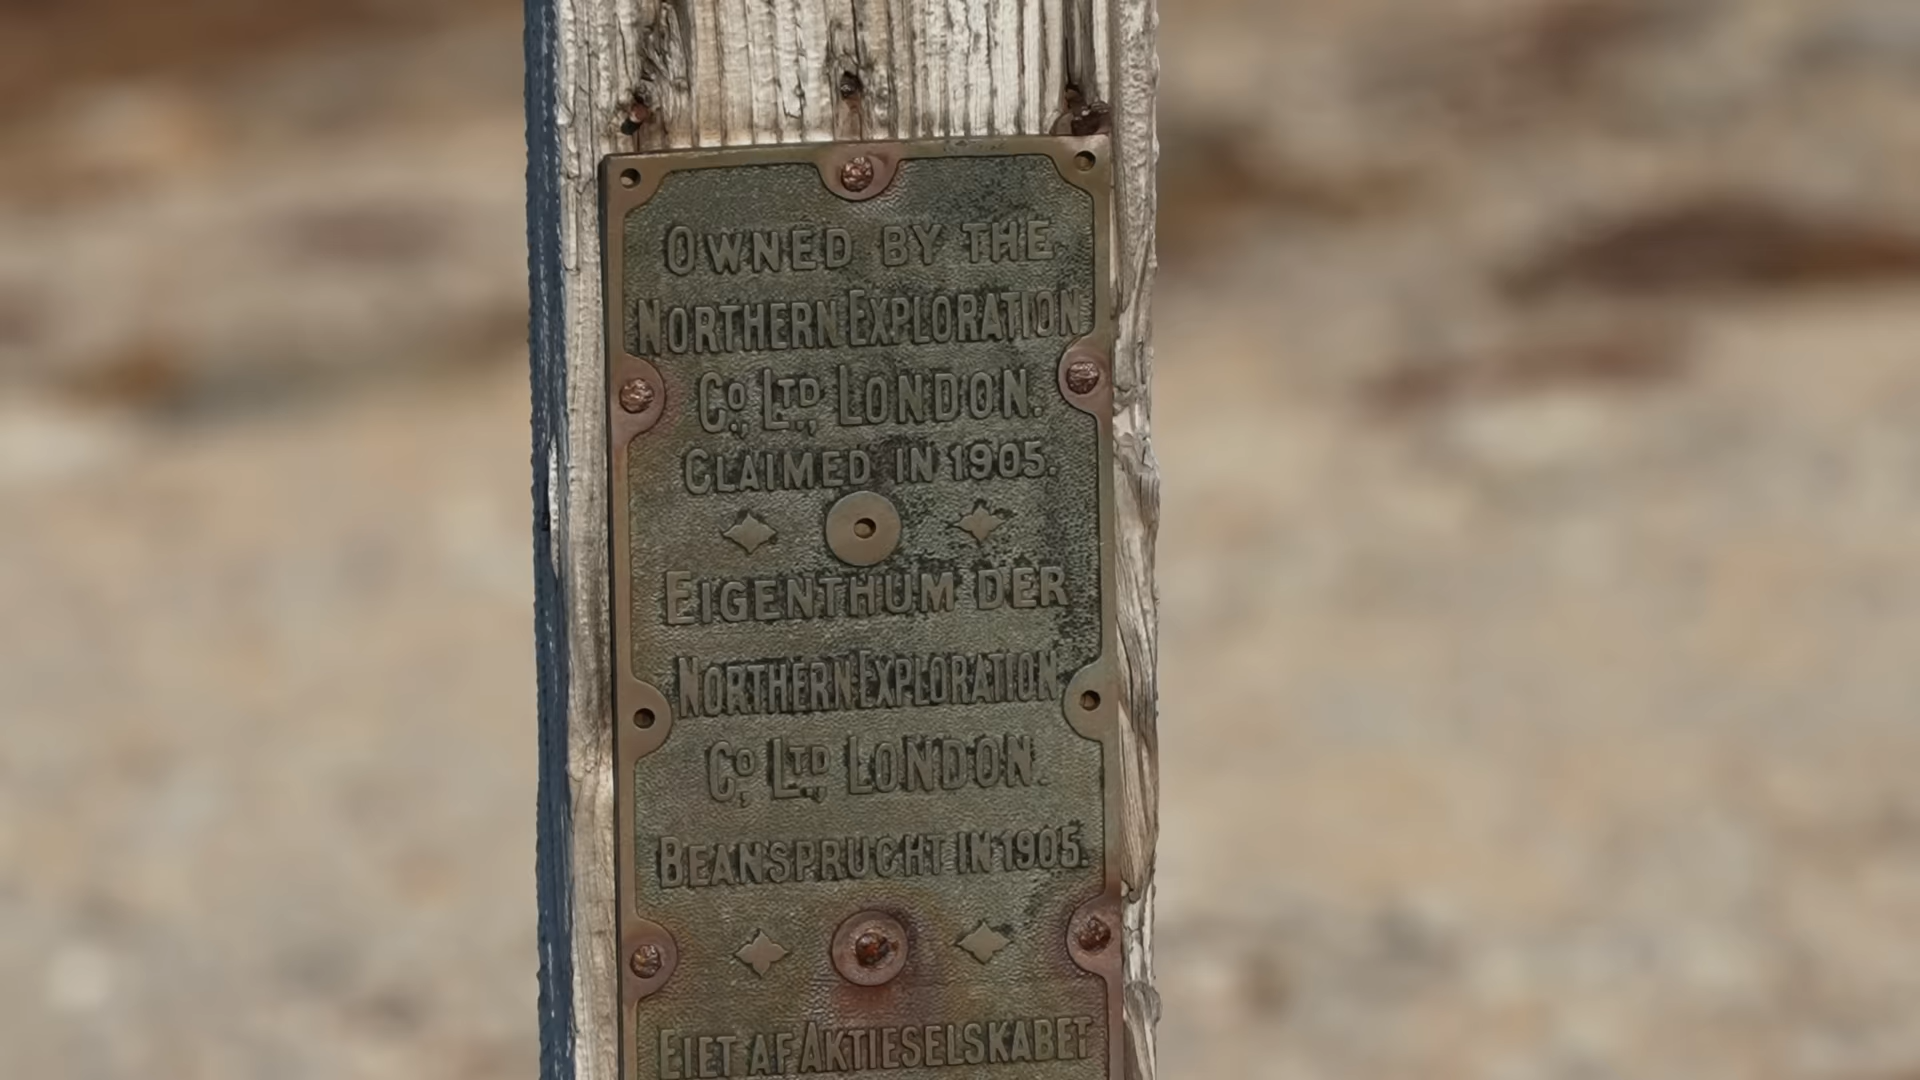 OWNED BY THE
NORTHERN EXPLORATION
Co., LTD., LONDON.
CLAIMED IN 1905.
EIGENTHUM DER
NORTHERN EXPLORATION
Co, LTD., LONDON.
BEANSPRUCHT IN 1905.
EIET AF AKTIESELSKABET